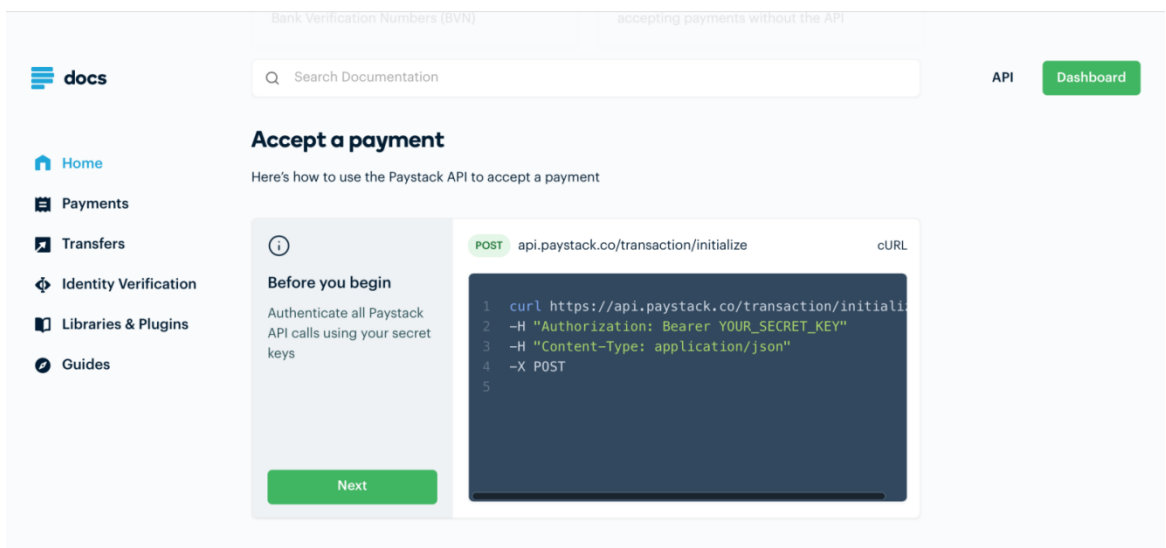 Bank Verification Numbers (BVN)
accepting payments without the API
docs
Search Documentation
API
Dashboard
Home
Payments
Transfers
Identity Verification
Libraries & Plugins
Guides
Accept a payment
Here's how to use the Paystack API to accept a payment
Before you begin
Authenticate all Paystack
API calls using your secret
keys
Next
POST api.paystack.co/transaction/initialize
cURL
1 curl https://api.paystack.co/transaction/initiali
2 -H "Authorization: Bearer YOUR_SECRET_KEY"
3 -H "Content-Type: application/json"
4 -X POST
5